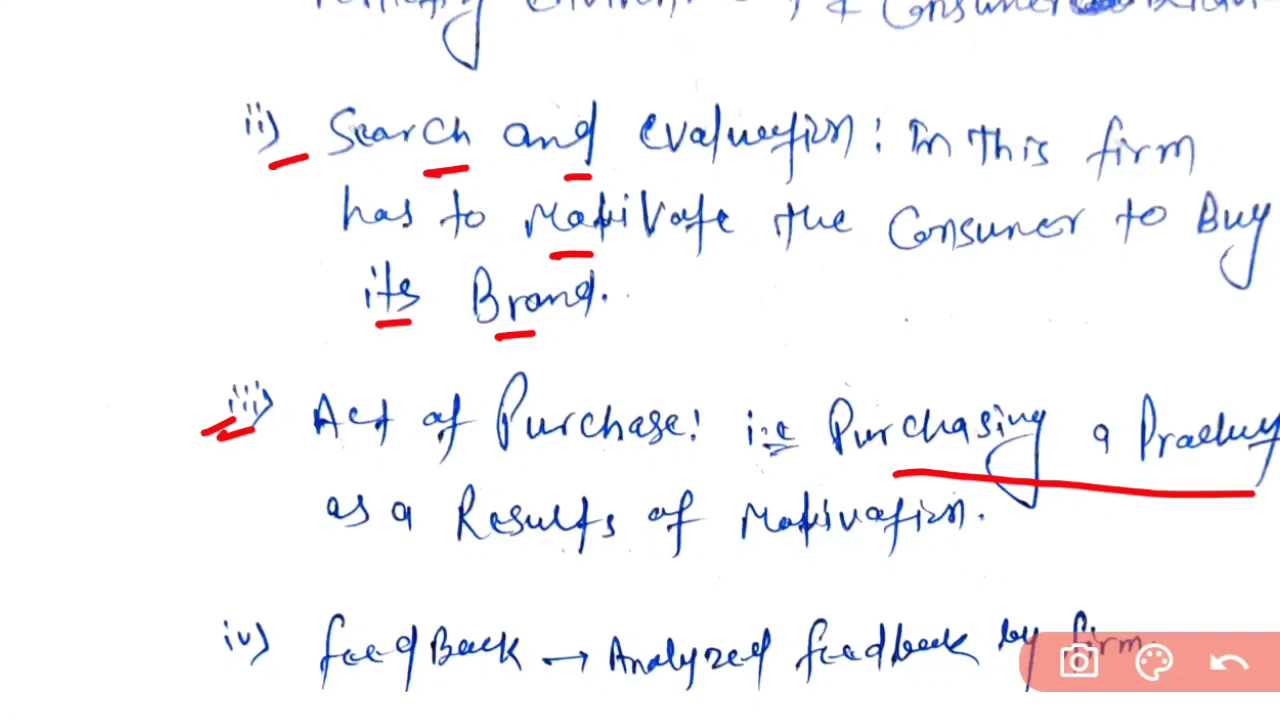 & Consumer
ii) Search and Evaluation: In this firm
has to Motivate the Consumer to Buy
its Brand.
iii) Act of Purchase: i.e Purchasing a Product
as a Results of Motivation.
iv) feedBack → Analyzed feedback by firm.